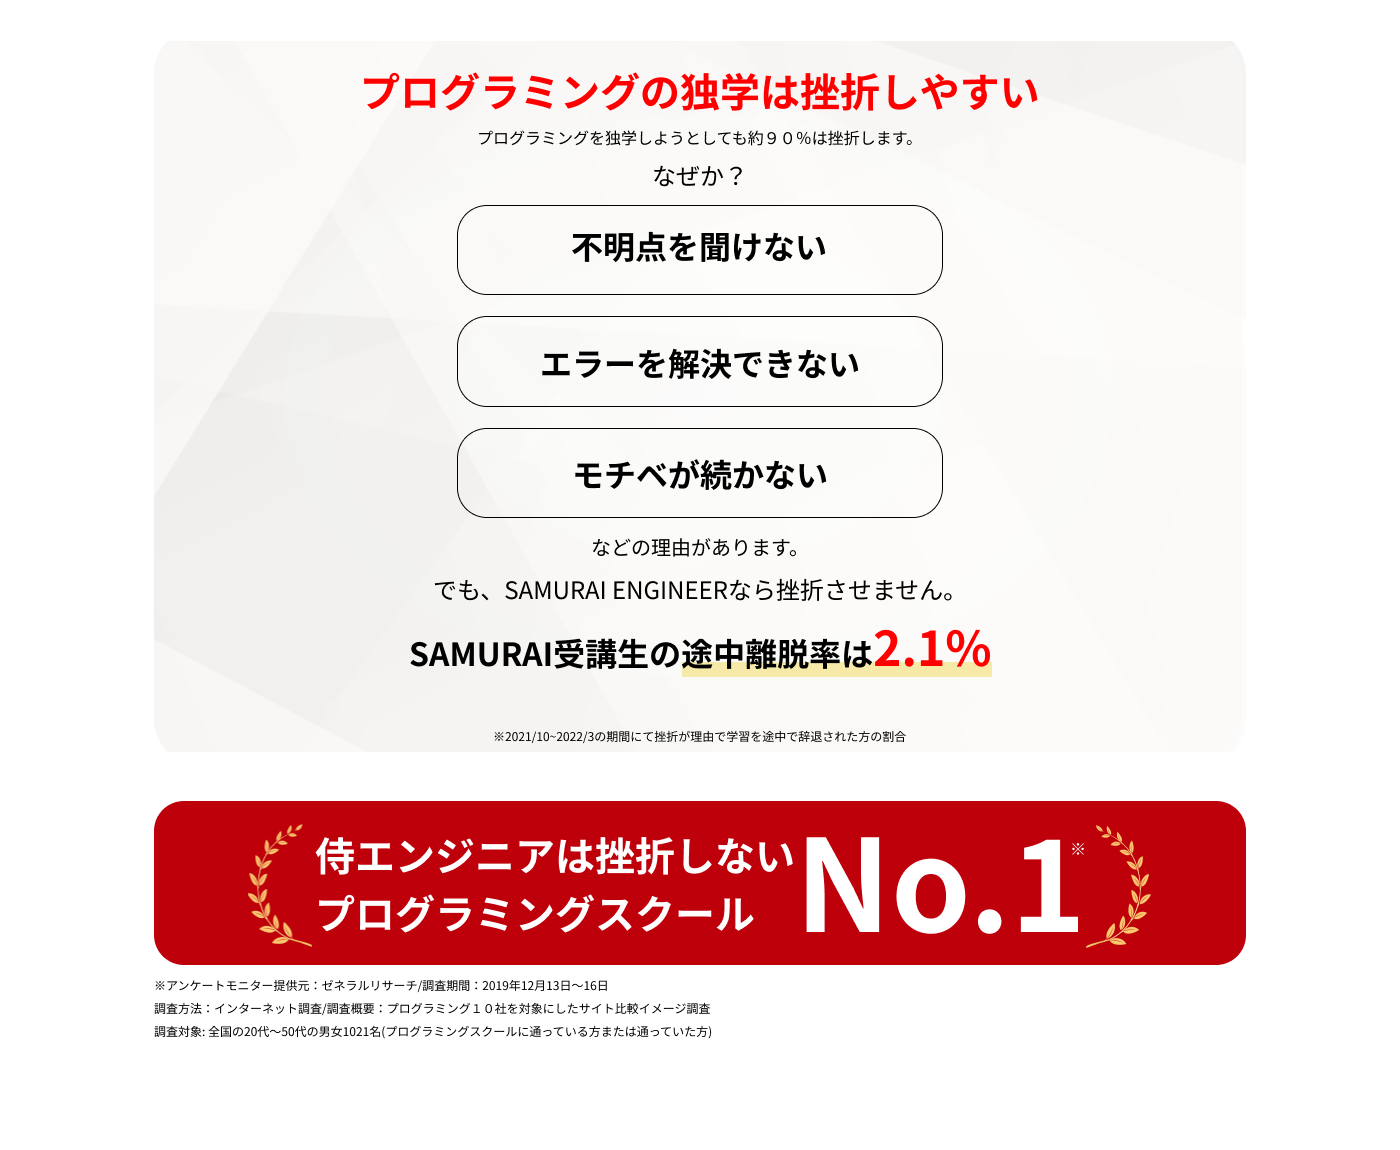 プログラミングの独学は挫折しやすい
プログラミングを独学しようとしても約９０％は挫折します。
なぜか？
不明点を聞けない
エラーを解決できない
モチベが続かない
などの理由があります。
でも、SAMURAI ENGINEERなら挫折させません。
SAMURAI受講生の途中離脱率は2.1%
※2021/10~2022/3の期間にて挫折が理由で学習を途中で辞退された方の割合
侍エンジニアは挫折しない
プログラミングスクール
No.1※
※アンケートモニター提供元：ゼネラルリサーチ/調査期間：2019年12月13日〜16日
調査方法：インターネット調査/調査概要：プログラミング１０社を対象にしたサイト比較イメージ調査
調査対象: 全国の20代〜50代の男女1021名(プログラミングスクールに通っている方または通っていた方)